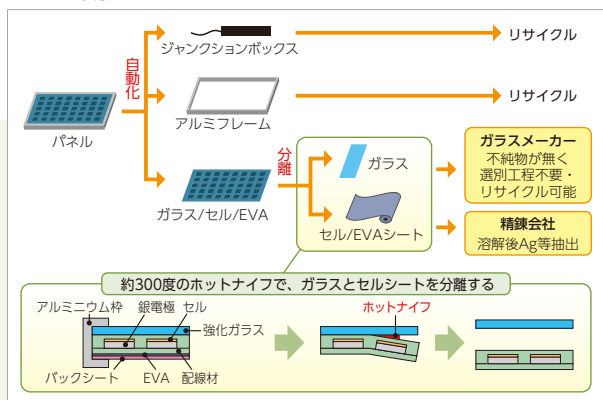 ジャンクションボックス
リサイクル
自動化
パネル
アルミフレーム
リサイクル
ガラス/セル/EVA
分離
ガラス
セル/EVAシート
ガラスメーカー
不純物が無く
選別工程不要・
リサイクル可能
精錬会社
溶解後Ag等抽出
約300度のホットナイフで、ガラスとセルシートを分離する
アルミニウム枠 銀電極 セル
強化ガラス
バックシート EVA 配線材
ホットナイフ